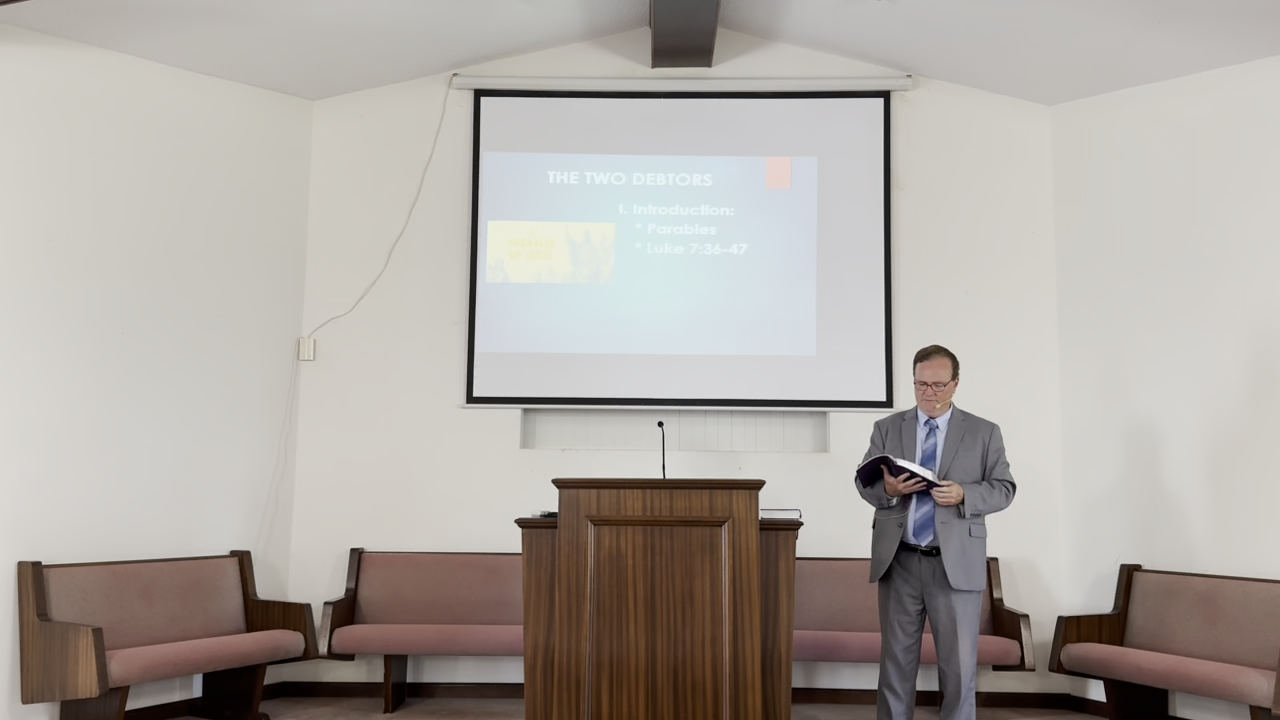 THE TWO DEBTORS
I. Introduction:
* Parables
* Luke 7:36-47